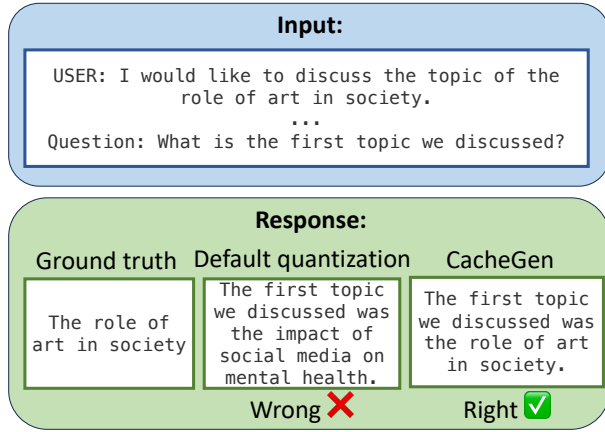 Input:
USER: I would like to discuss the topic of the
role of art in society.
...
Question: What is the first topic we discussed?
Response:
Ground truth
The role of
art in society
Default quantization
The first topic
we discussed was
the impact of
social media on
mental health.
Wrong ❌
CacheGen
The first topic
we discussed was
the role of art
in society.
Right ✅